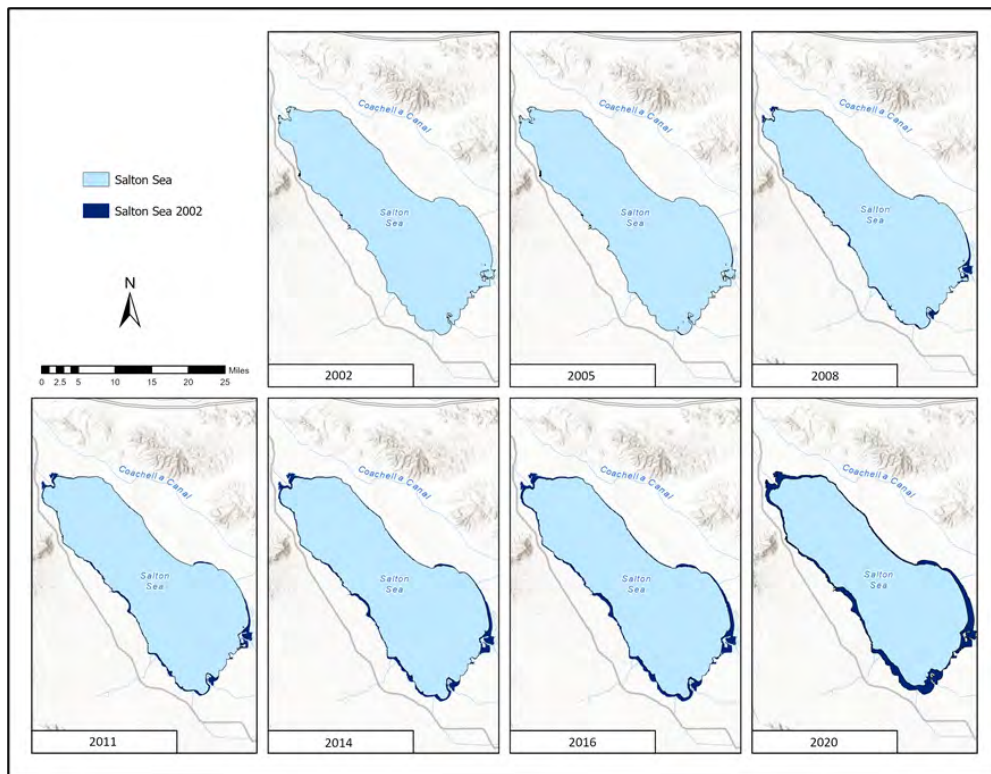 Salton Sea
Salton Sea 2002
N
0 2.5 5 10 15 20 25 Miles
Coachella Canal
Salton
Sea
2002
Coachella Canal
Salton
Sea
2005
Coachella Canal
Salton
Sea
2008
Coachella Canal
Salton
Sea
2011
Coachella Canal
Salton
Sea
2014
Coachella Canal
Salton
Sea
2016
Coachella Canal
Salton
Sea
2020